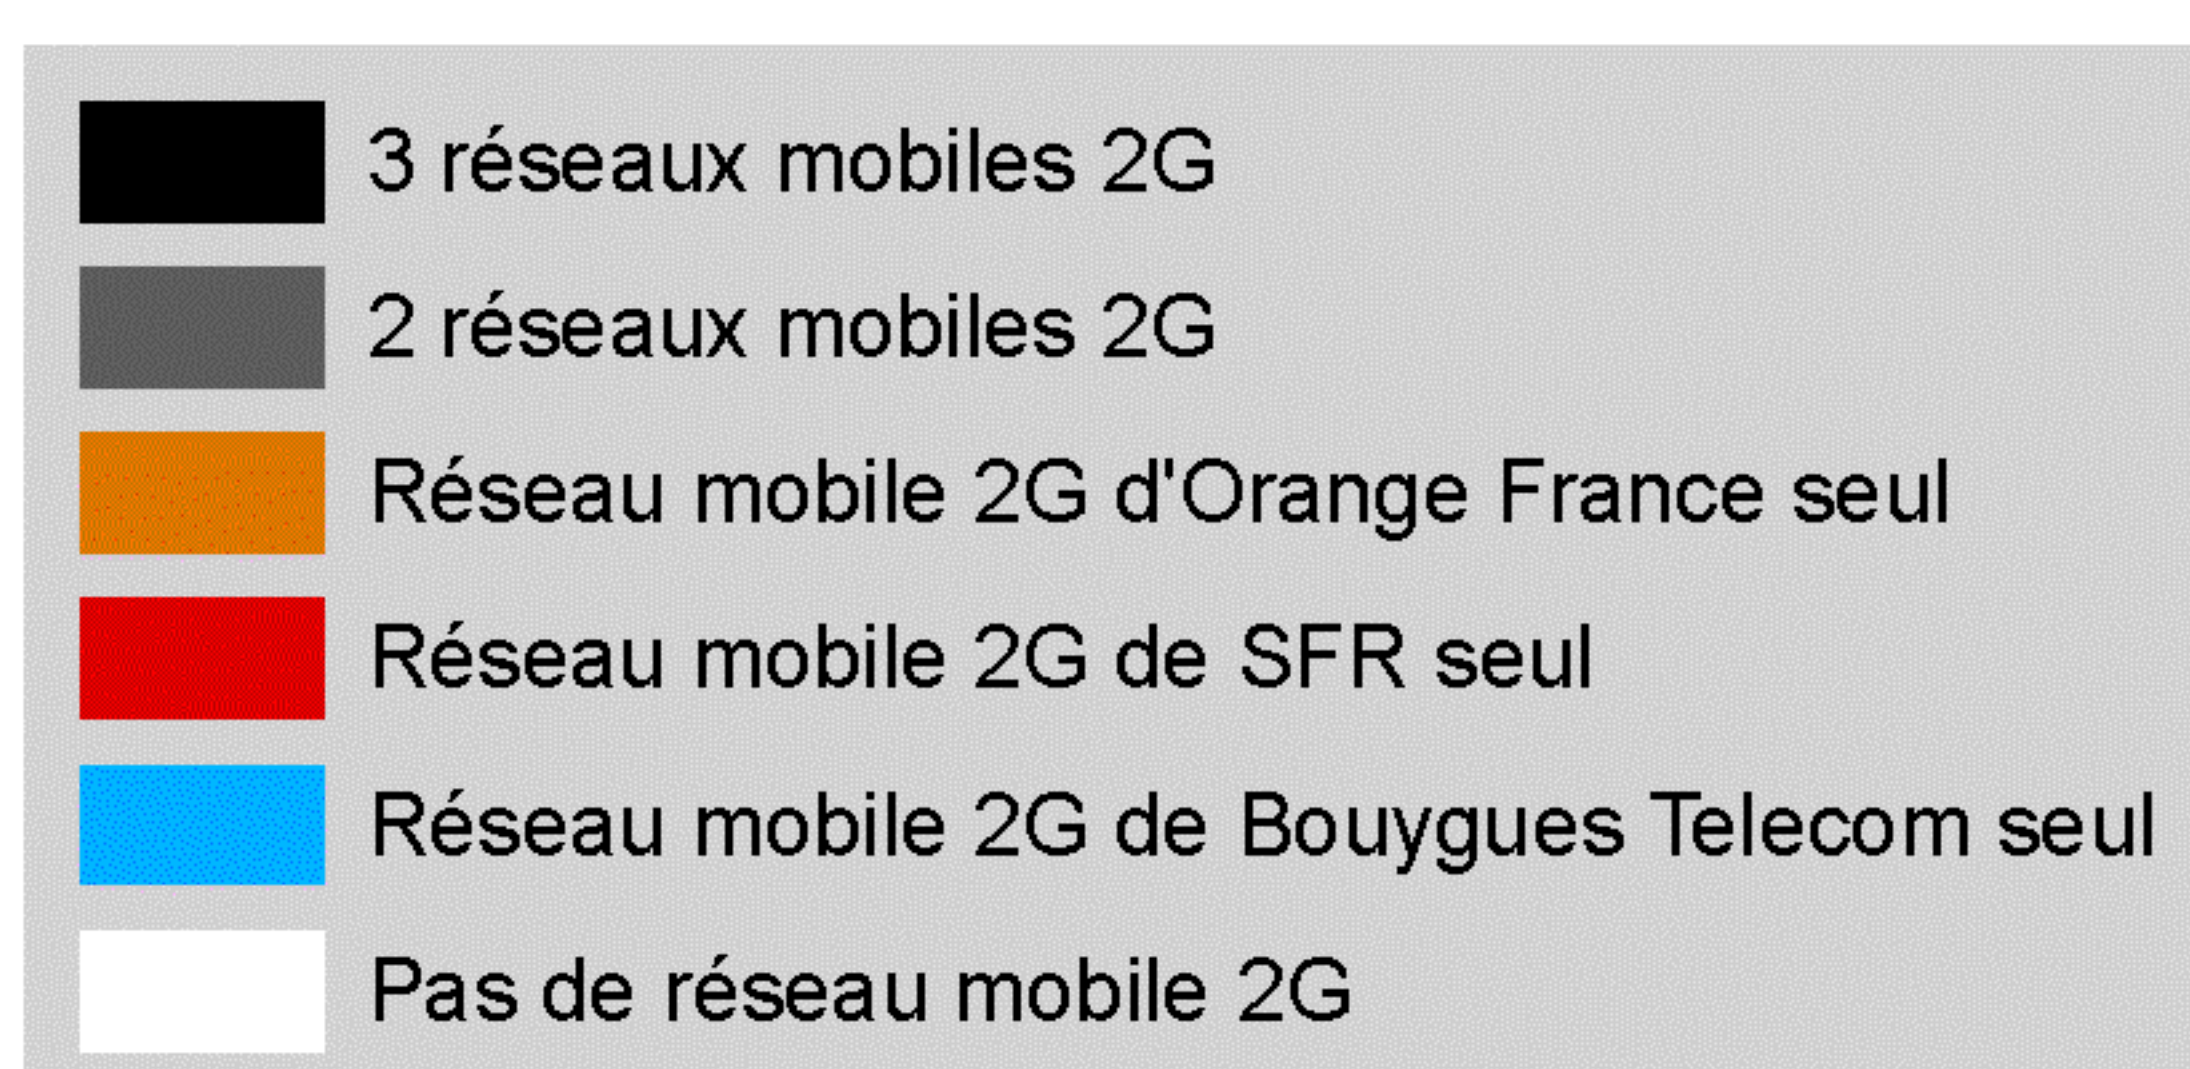 3 réseaux mobiles 2G
2 réseaux mobiles 2G
Réseau mobile 2G d'Orange France seul
Réseau mobile 2G de SFR seul
Réseau mobile 2G de Bouygues Telecom seul
Pas de réseau mobile 2G